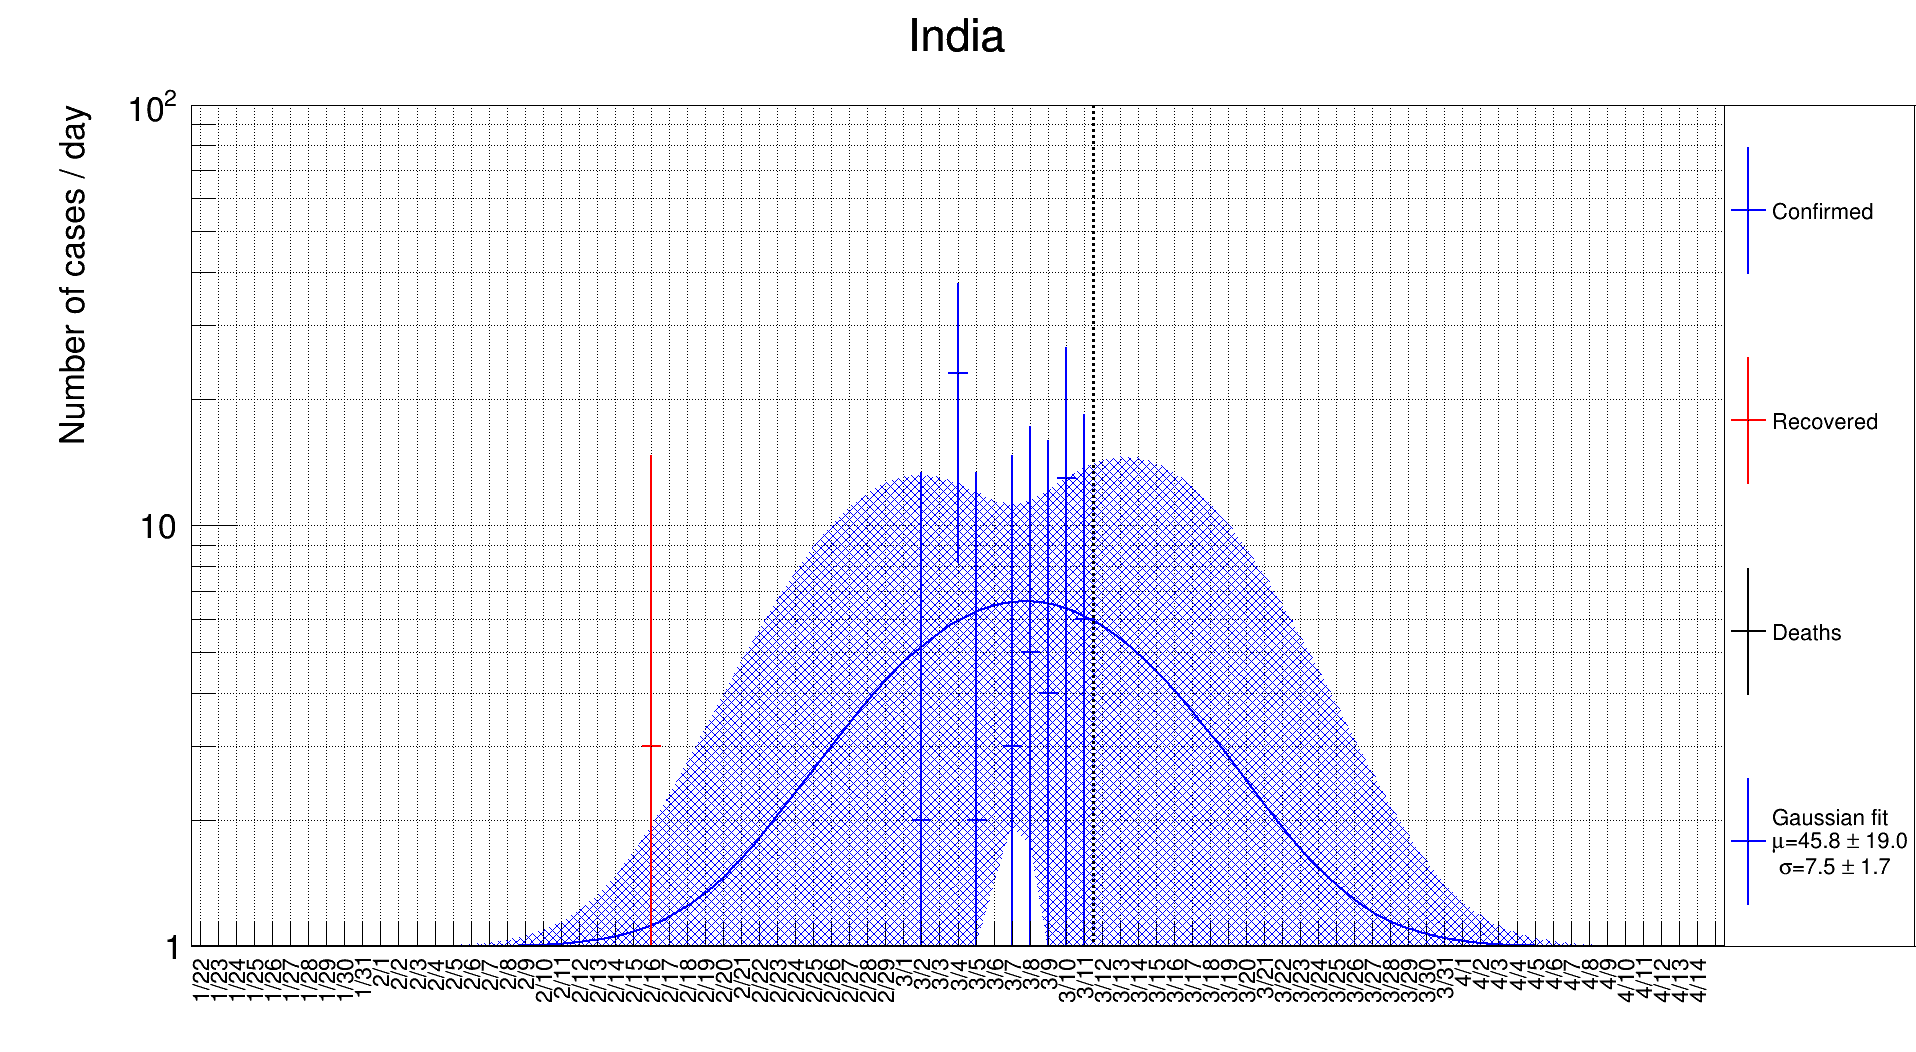 India
Number of cases / day
10²
10
1
1/22 1/23 1/24 1/25 1/26 1/27 1/28 1/29 1/30 1/31 2/1 2/2 2/3 2/4 2/5 2/6 2/7 2/8 2/9 2/10 2/11 2/12 2/13 2/14 2/15 2/16 2/17 2/18 2/19 2/20 2/21 2/22 2/23 2/24 2/25 2/26 2/27 2/28 2/29 3/1 3/2 3/3 3/4 3/5 3/6 3/7 3/8 3/9 3/10 3/11 3/12 3/13 3/14 3/15 3/16 3/17 3/18 3/19 3/20 3/21 3/22 3/23 3/24 3/25 3/26 3/27 3/28 3/29 3/30 3/31 4/1 4/2 4/3 4/4 4/5 4/6 4/7 4/8 4/9 4/10 4/11 4/12 4/13 4/14
Confirmed
Recovered
Deaths
Gaussian fit
μ=45.8 ± 19.0
σ=7.5 ± 1.7